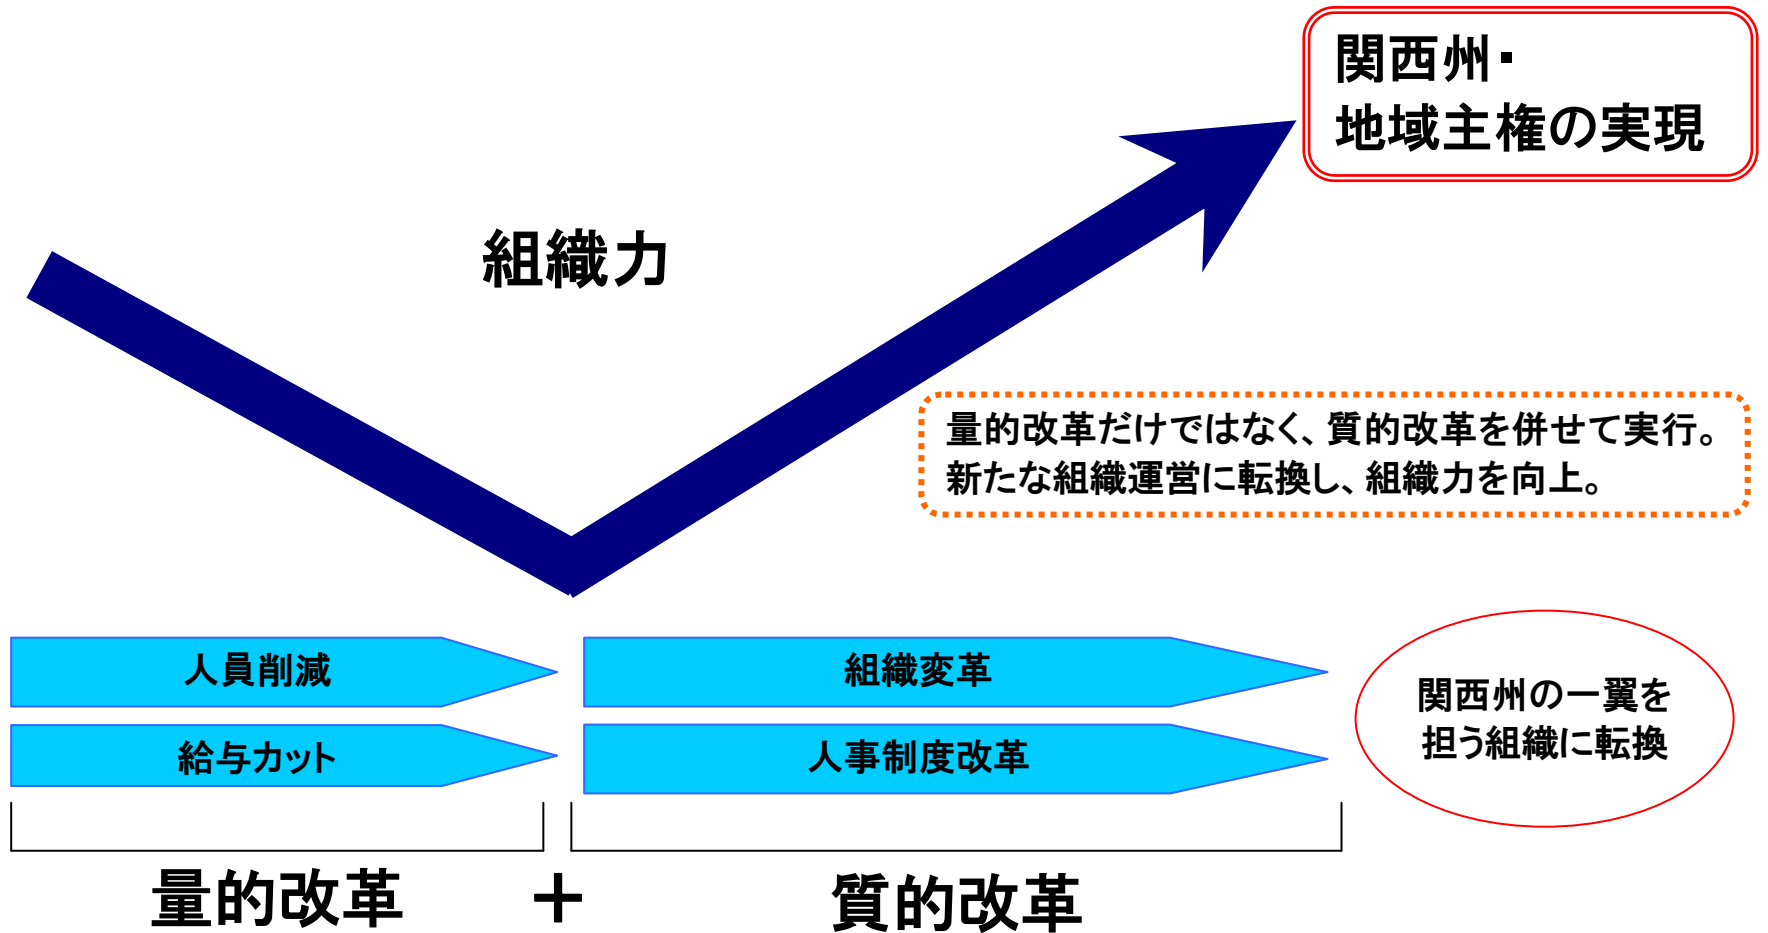 関西州・
地域主権の実現
組織力
量的改革だけではなく、質的改革を併せて実行。
新たな組織運営に転換し、組織力を向上。
人員削減
組織変革
給与カット
人事制度改革
関西州の一翼を
担う組織に転換
量的改革
＋
質的改革